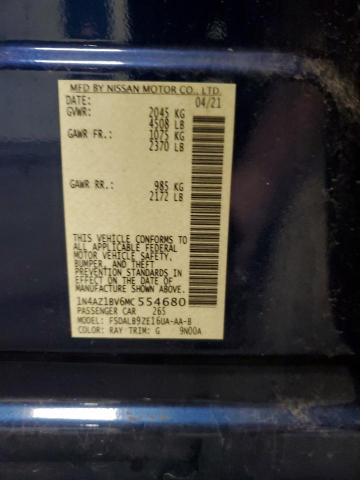 MFD BY NISSAN MOTOR CO., LTD.
DATE: 04/21
GVWR: 2045 KG
4508 LB
GAWR FR.: 1075 KG
2370 LB
GAWR RR.: 985 KG
2172 LB
THIS VEHICLE CONFORMS TO
ALL APPLICABLE FEDERAL
MOTOR VEHICLE SAFETY,
BUMPER, AND THEFT
PREVENTION STANDARDS IN
EFFECT ON THE DATE OF
MANUFACTURE SHOWN ABOVE.
1N4AZ1BV6MC554680
PASSENGER CAR 265
MODEL: FSDALB9ZE16UA-AA-B
COLOR: RAY TRIM: G 9N00A